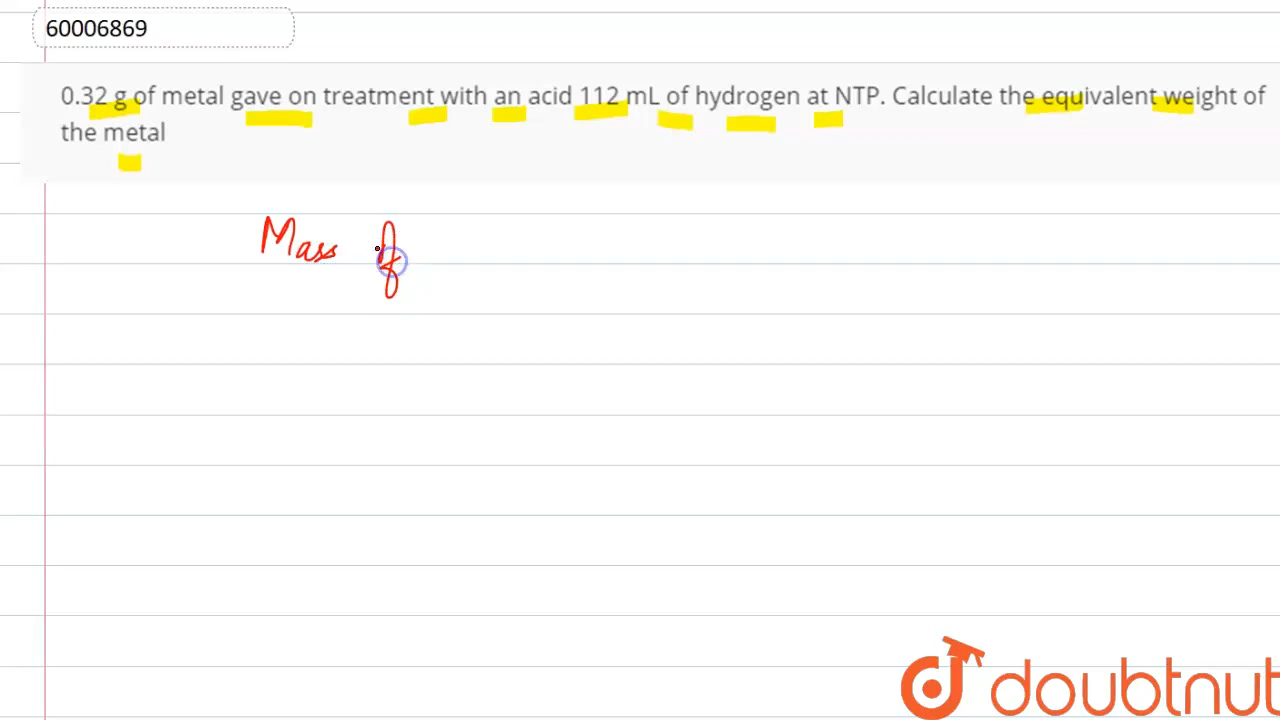 60006869
0.32 g of metal gave on treatment with an acid 112 mL of hydrogen at NTP. Calculate the equivalent weight of
the metal
Mass of
doubtnut